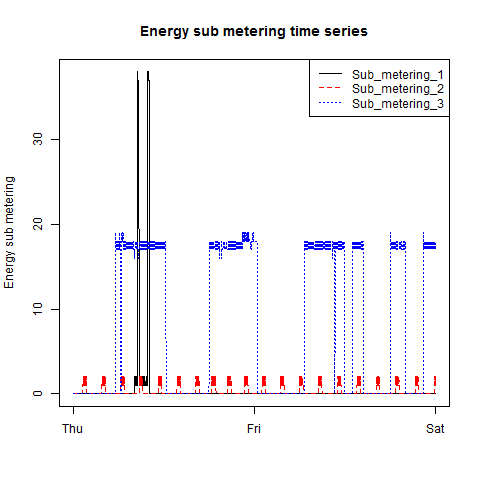 Energy sub metering time series
Sub_metering_1
Sub_metering_2
Sub_metering_3
Energy sub metering
30
20
10
0
Thu Fri Sat